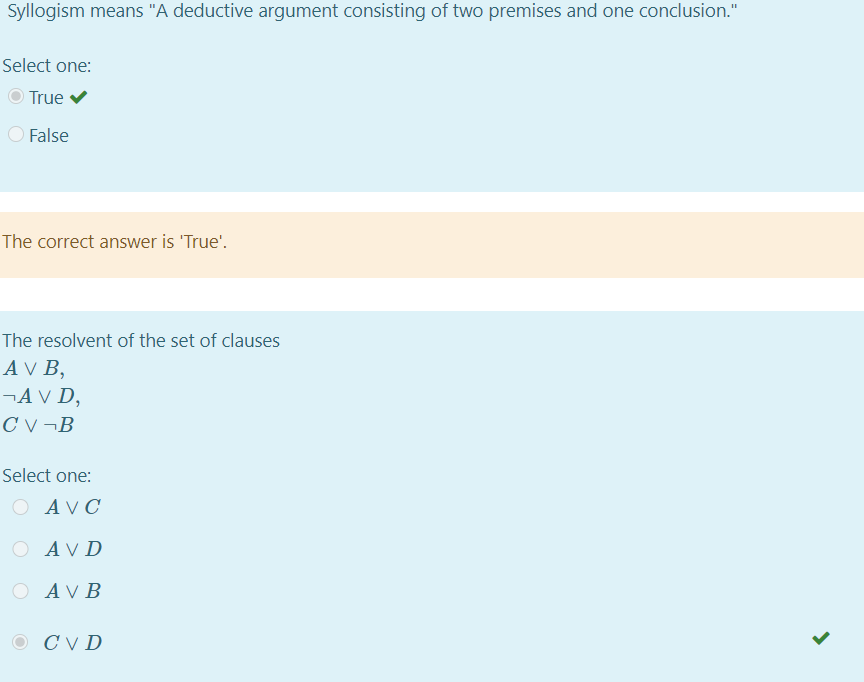 Syllogism means "A deductive argument consisting of two premises and one conclusion."
Select one:
True
False
The correct answer is 'True'.
The resolvent of the set of clauses
A ∨ B,
¬A ∨ D,
C ∨ ¬B
Select one:
A ∨ C
A ∨ D
A ∨ B
C ∨ D